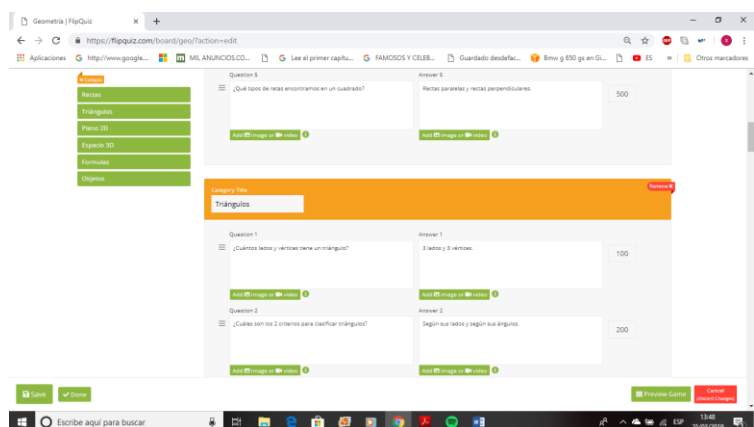 Geometría | FlipQuiz
https://flipquiz.com/board/geo/?action=edit
Aplicaciones http://www.google... MIL ANUNCIOS.CO... Lee el primer capitu... FAMOSOS Y CELEB... Guardado desdefac... Bmw g 650 gs en Gi... ES » Otros marcadores
Category
Rectas
Triángulos
Plano 2D
Espacio 3D
Formulas
Objetos
Question 5 Answer 5
¿Qué tipos de retas encontramos en un cuadrado? Rectas paralelas y rectas perpendiculares. 500
Add image or video Add image or video
Category Title Remove
Triángulos
Question 1 Answer 1
¿Cuántos lados y vértices tiene un triángulo? 3 lados y 3 vértices. 100
Add image or video Add image or video
Question 2 Answer 2
¿Cuáles son los 2 criterios para clasificar triángulos? Según sus lados y según sus ángulos. 200
Add image or video Add image or video
Save Done Preview Game Cancel
(Discard Changes)
Escribe aquí para buscar ESP 13:48